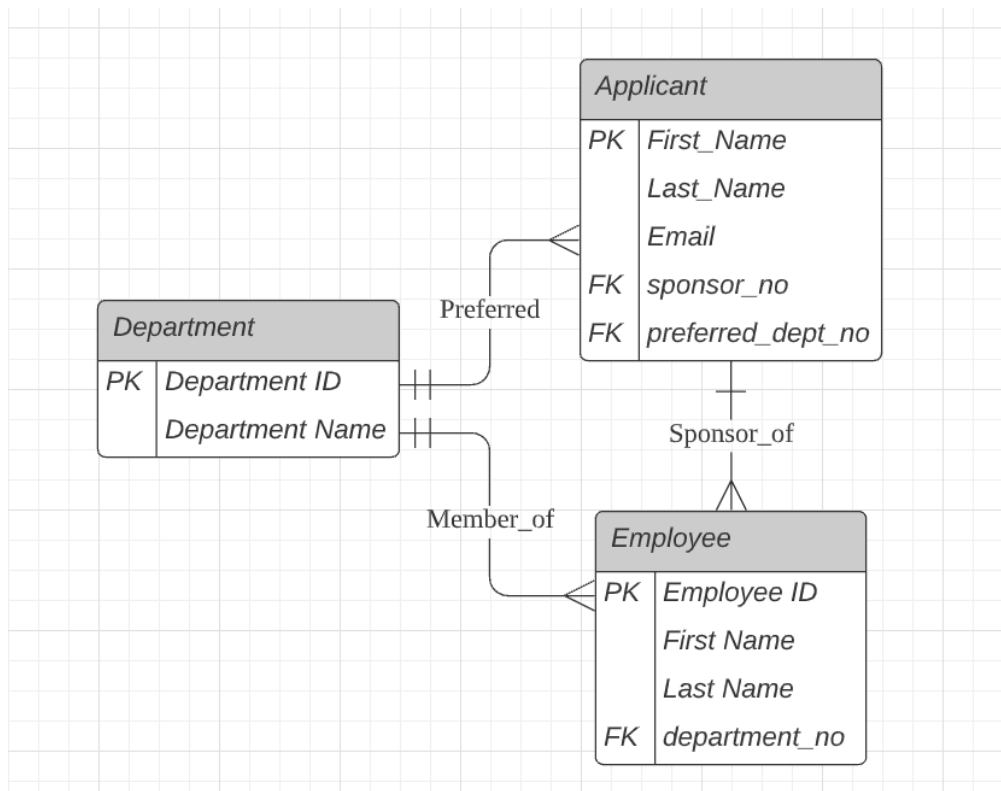 Applicant
PK First_Name
Last_Name
Email
FK sponsor_no
FK preferred_dept_no
Preferred
Department
PK Department ID
Department Name
Sponsor_of
Member_of
Employee
PK Employee ID
First Name
Last Name
FK department_no